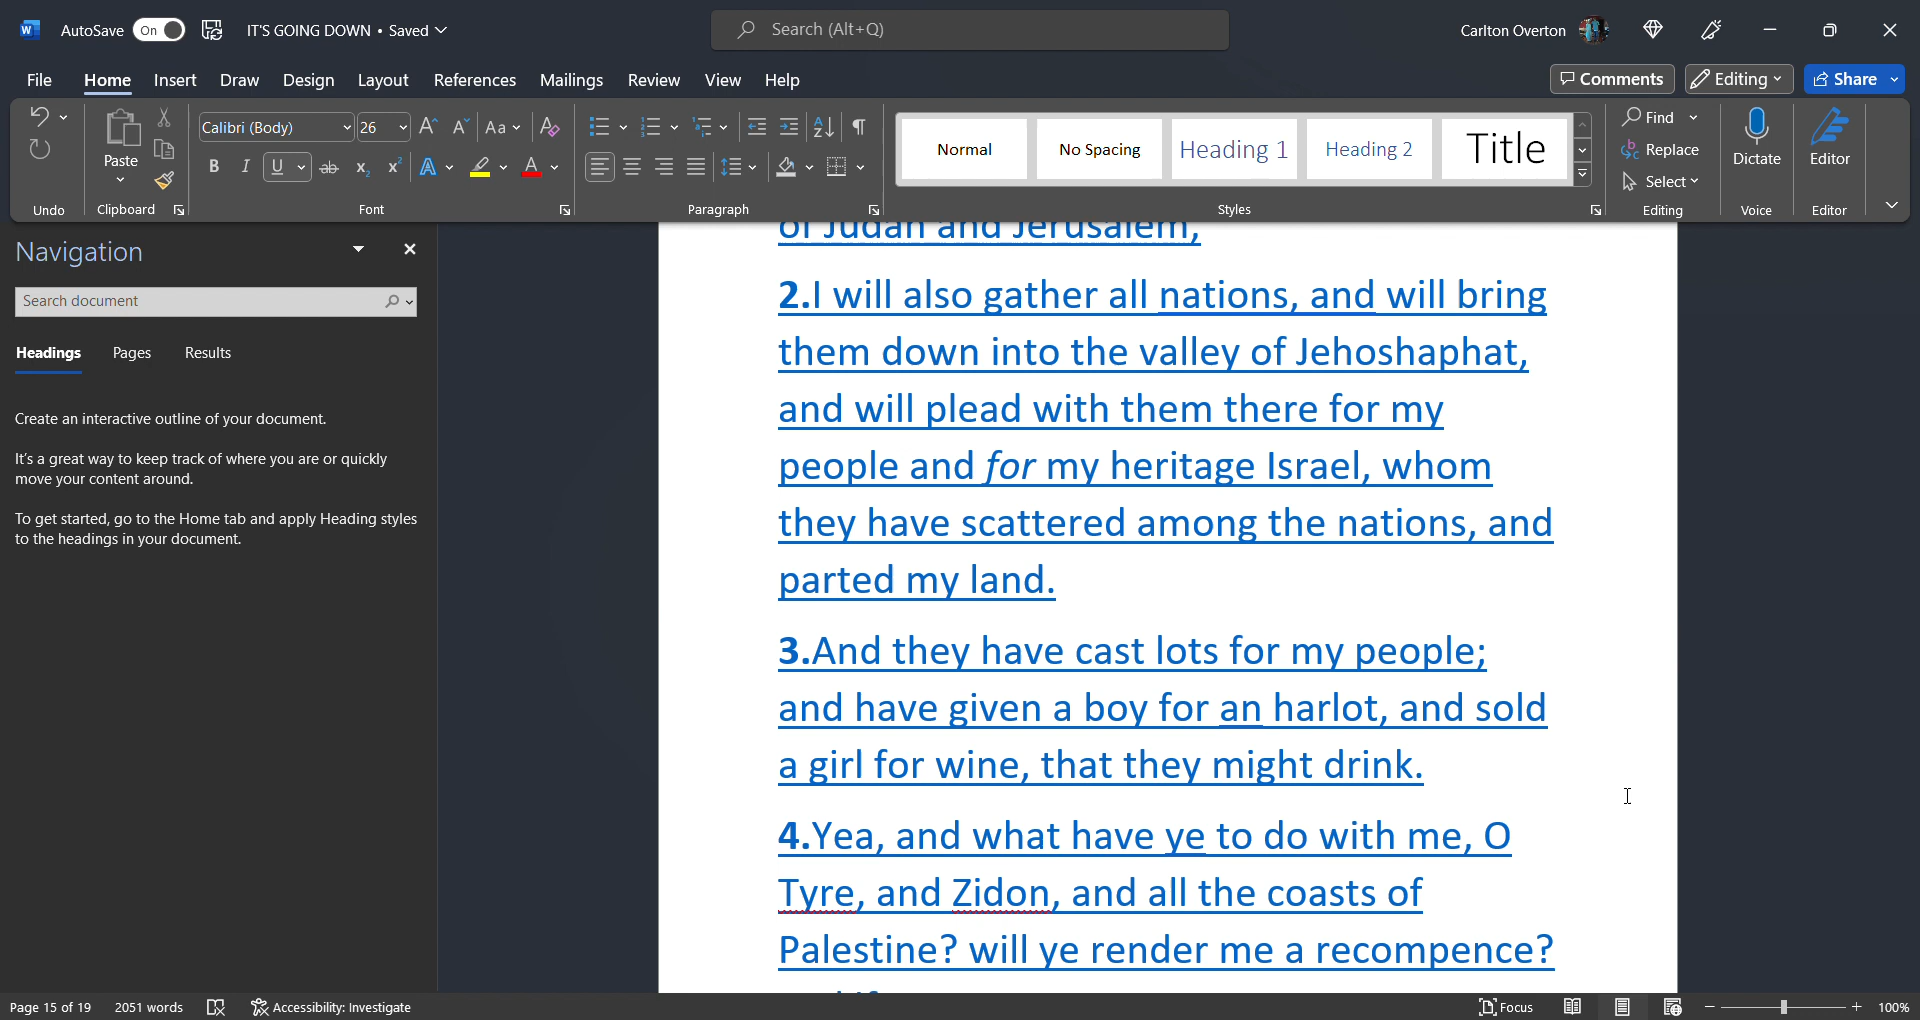 AutoSave On IT'S GOING DOWN • Saved Search (Alt+Q) Carlton Overton
File Home Insert Draw Design Layout References Mailings Review View Help Comments Editing Share
Calibri (Body) 26 Aa
Paste
B I U ab x₂ x² A A
Normal No Spacing Heading 1 Heading 2 Title
Find
Replace
Select
Dictate Editor
Undo Clipboard Font Paragraph Styles Editing Voice Editor
Navigation
Search document
Headings Pages Results
Create an interactive outline of your document.
It's a great way to keep track of where you are or quickly
move your content around.
To get started, go to the Home tab and apply Heading styles
to the headings in your document.
of Judah and Jerusalem,
2.I will also gather all nations, and will bring
them down into the valley of Jehoshaphat,
and will plead with them there for my
people and for my heritage Israel, whom
they have scattered among the nations, and
parted my land.
3.And they have cast lots for my people;
and have given a boy for an harlot, and sold
a girl for wine, that they might drink.
4.Yea, and what have ye to do with me, O
Tyre, and Zidon, and all the coasts of
Palestine? will ye render me a recompence?
Page 15 of 19 2051 words Accessibility: Investigate Focus 100%